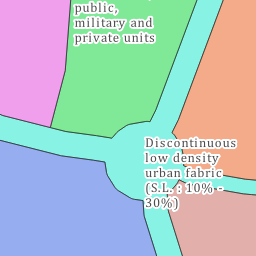 public,
military and
private units
Discontinuous
low density
urban fabric
(S.L. : 10% -
30%)